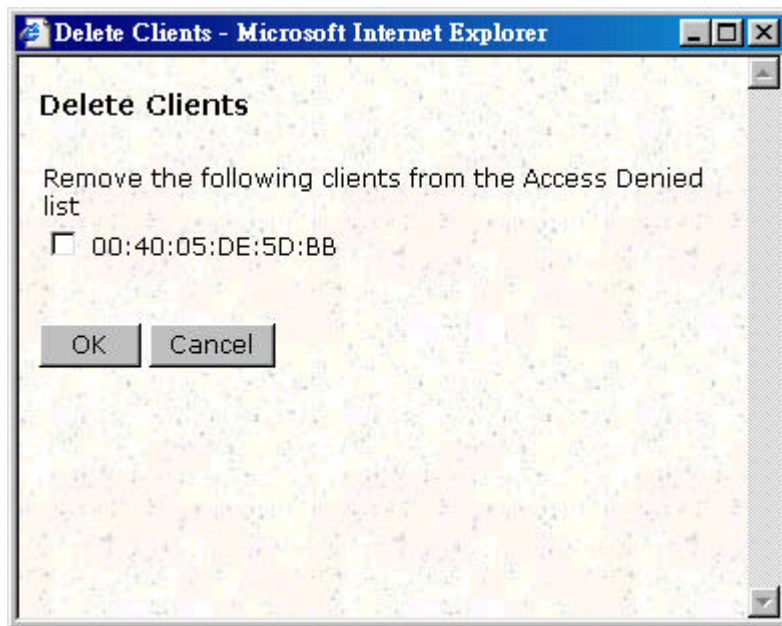 Delete Clients - Microsoft Internet Explorer
Delete Clients
Remove the following clients from the Access Denied
list
00:40:05:DE:5D:BB
OK Cancel